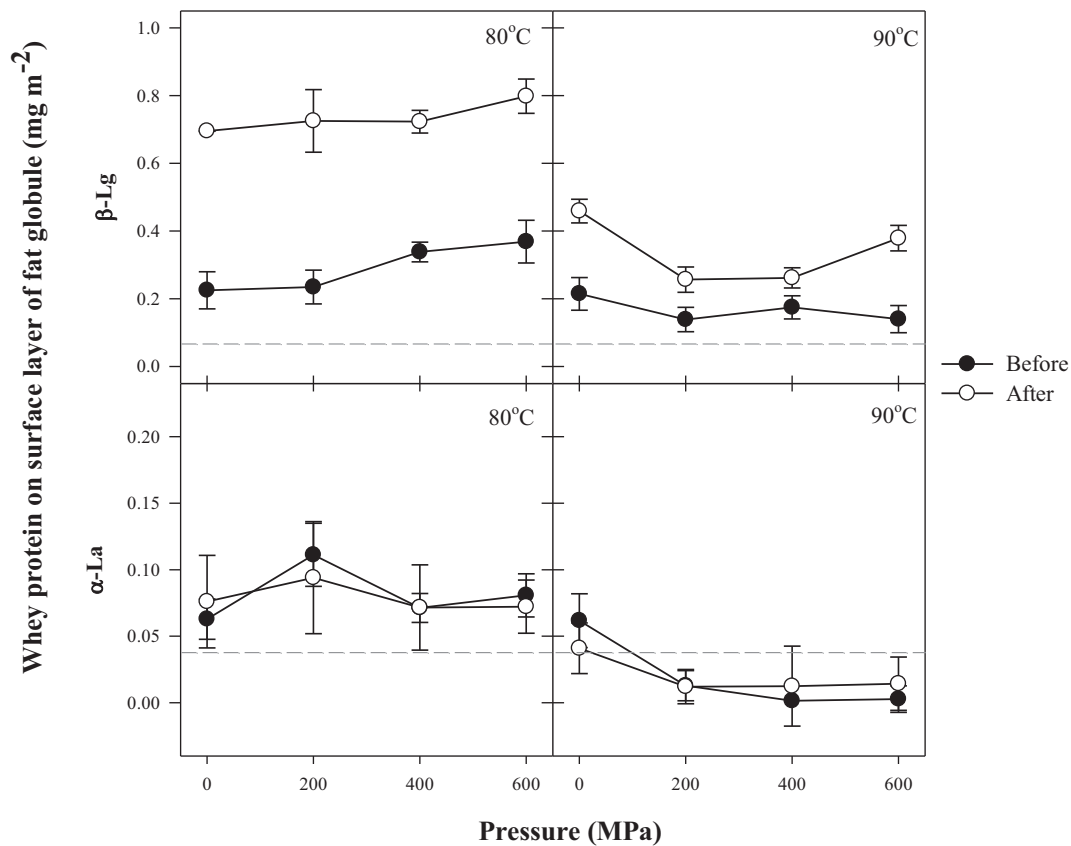 Whey protein on surface layer of fat globule (mg m⁻²)
β-Lg
1.0
0.8
0.6
0.4
0.2
0.0
80°C
90°C
Before
After
α-La
0.20
0.15
0.10
0.05
0.00
80°C
90°C
0 200 400 600 0 200 400 600
Pressure (MPa)